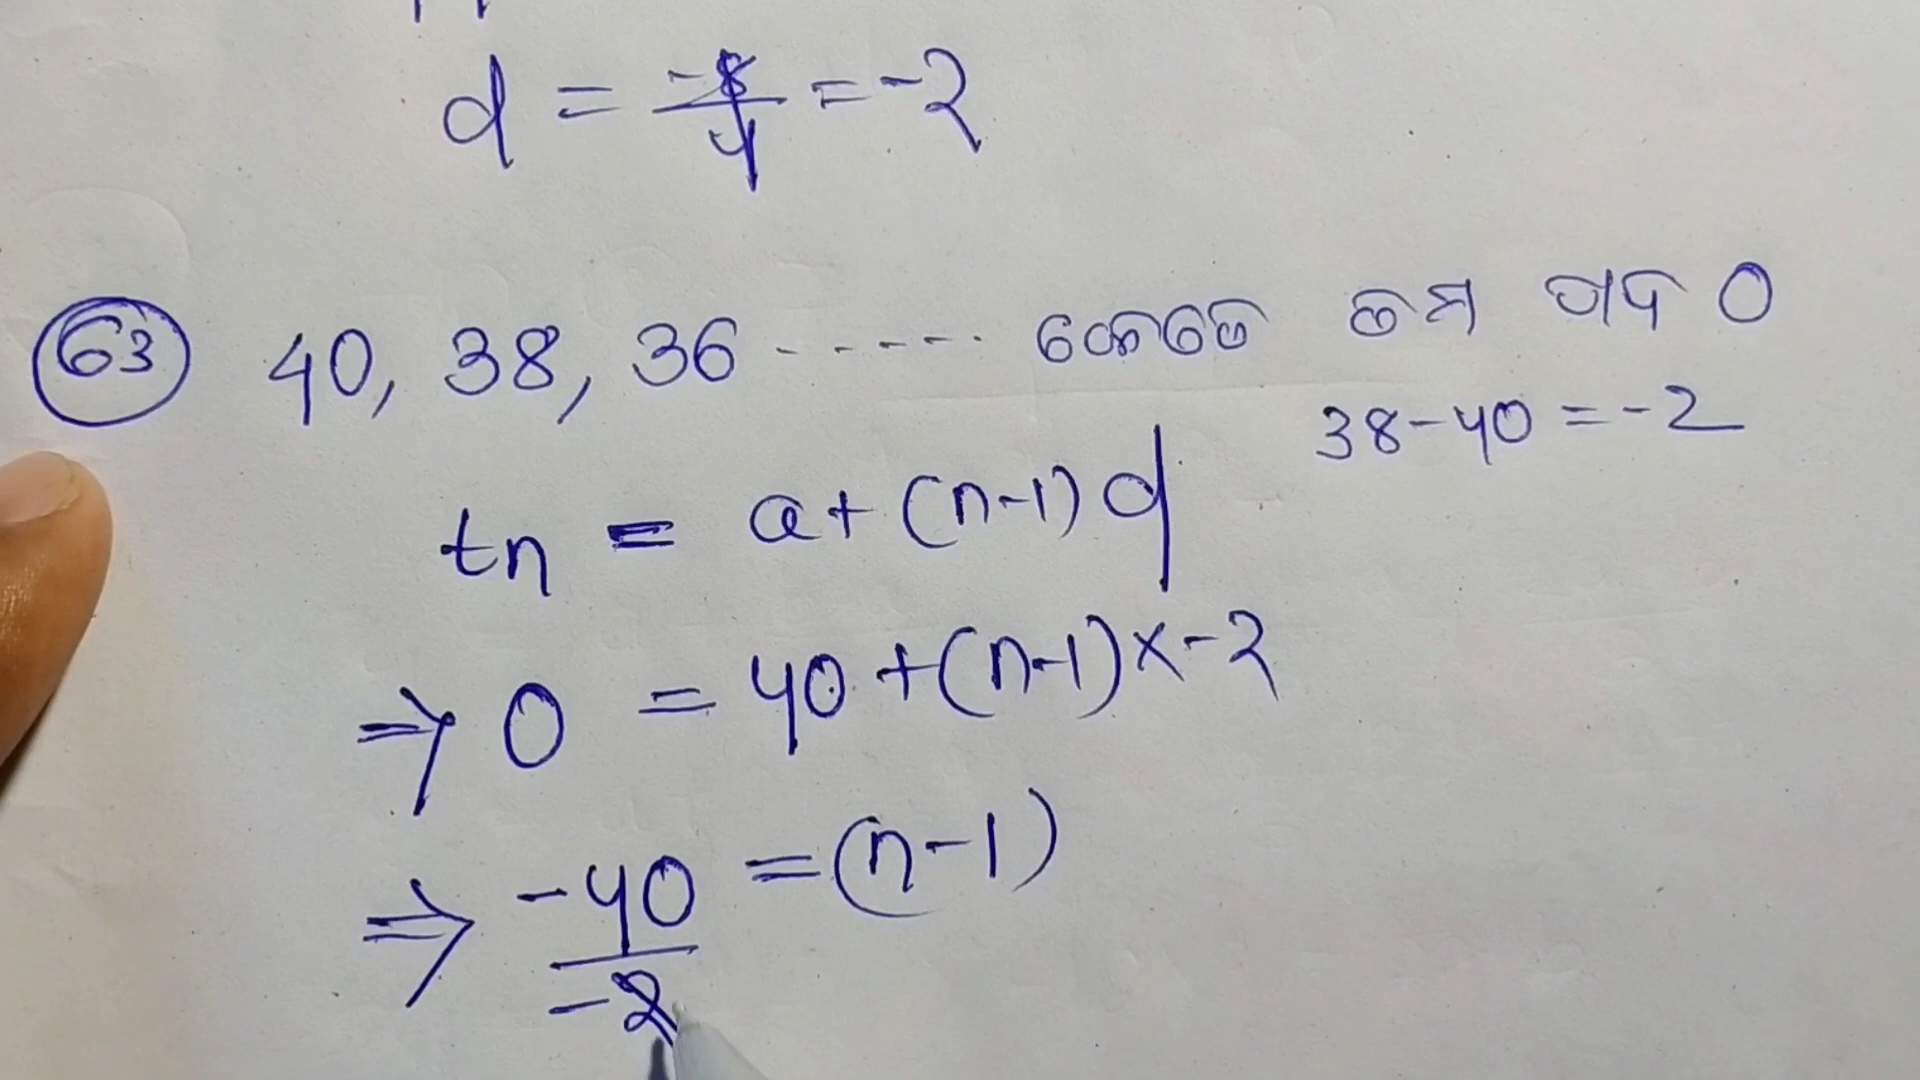 d = -8/4 = -2
63 40, 38, 36 ------ କେତେ ତମ ପଦ 0
38-40 = -2
tn = a+(n-1)d
⇒ 0 = 40+(n-1)×-2
⇒ -40/-2 = (n-1)